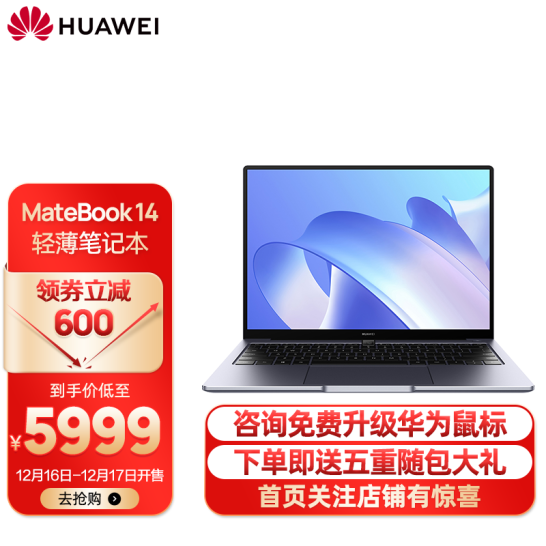 HUAWEI
MateBook 14
轻薄笔记本
领券立减
600
到手价低至
¥5999
12月16日–12月17日开售
去抢购
HUAWEI
咨询免费升级华为鼠标
下单即送五重随包大礼
首页关注店铺有惊喜